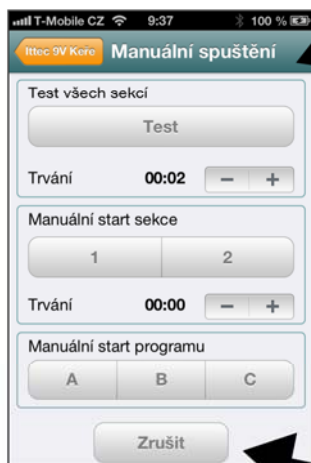 T-Mobile CZ 9:37 100 %
Ittec 9V Keře Manuální spuštění
Test všech sekcí
Test
Trvání 00:02 − +
Manuální start sekce
1 2
Trvání 00:00 − +
Manuální start programu
A B C
Zrušit